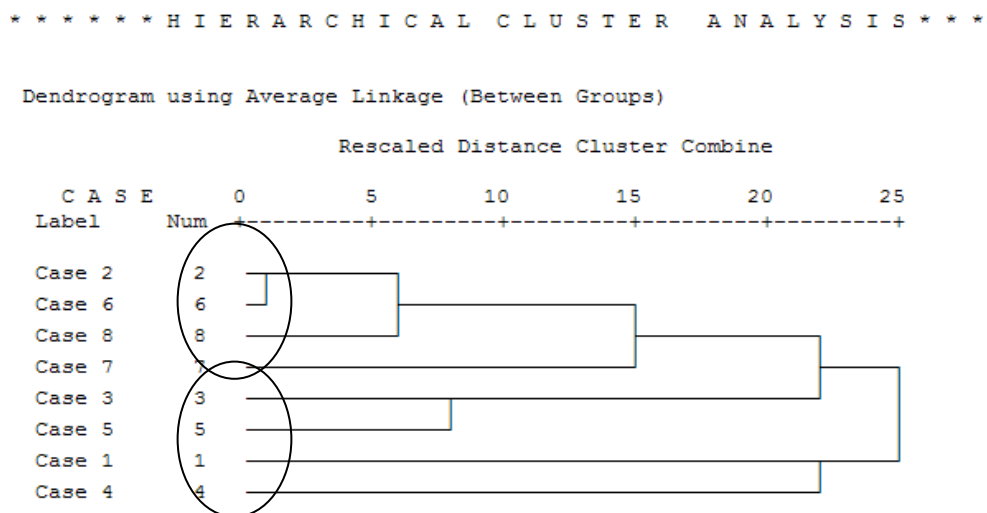 * * * * * * H I E R A R C H I C A L   C L U S T E R   A N A L Y S I S * * *
Dendrogram using Average Linkage (Between Groups)
Rescaled Distance Cluster Combine
C A S E 0 5 10 15 20 25
Label Num +---------+---------+---------+---------+---------+
Case 2 2
Case 6 6
Case 8 8
Case 7 7
Case 3 3
Case 5 5
Case 1 1
Case 4 4